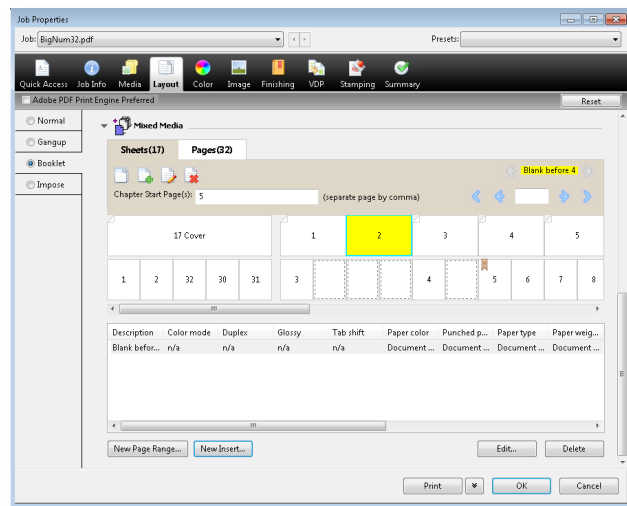 Job Properties
Job: BigNum32.pdf Presets:
Quick Access Job Info Media Layout Color Image Finishing VDP Stamping Summary
Adobe PDF Print Engine Preferred Reset
Normal
Gangup
Booklet
Impose
Mixed Media
Sheets(17) Pages(32)
Blank before 4
Chapter Start Page(s): 5 (separate page by comma)
17 Cover 1 2 3 4 5
1 2 32 30 31 3 4 5 6 7 8
Description Color mode Duplex Glossy Tab shift Paper color Punched p... Paper type Paper weig...
Blank befor... n/a n/a n/a n/a Document ... Document ... Document ... Document ...
New Page Range... New Insert... Edit... Delete
Print OK Cancel